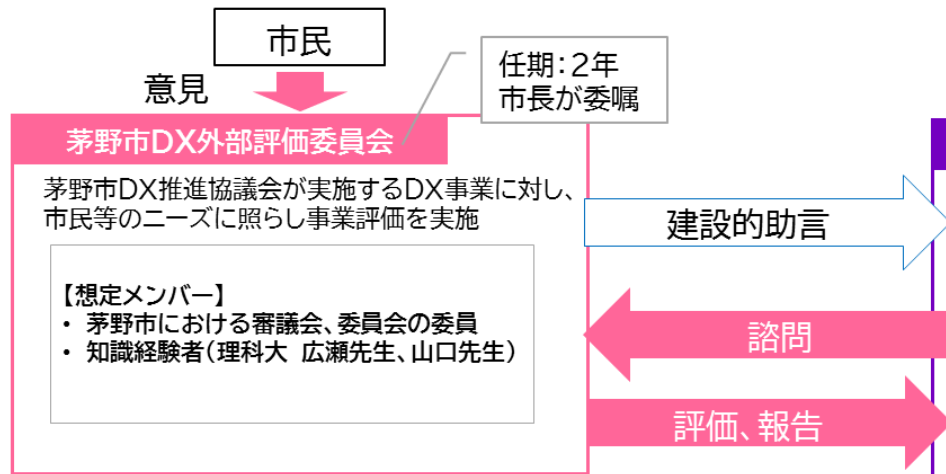 市民
意見
任期：２年
市長が委嘱
茅野市DX外部評価委員会
茅野市DX推進協議会が実施するDX事業に対し、
市民等のニーズに照らし事業評価を実施
【想定メンバー】
・ 茅野市における審議会、委員会の委員
・ 知識経験者（理科大 広瀬先生、山口先生）
建設的助言
諮問
評価、報告